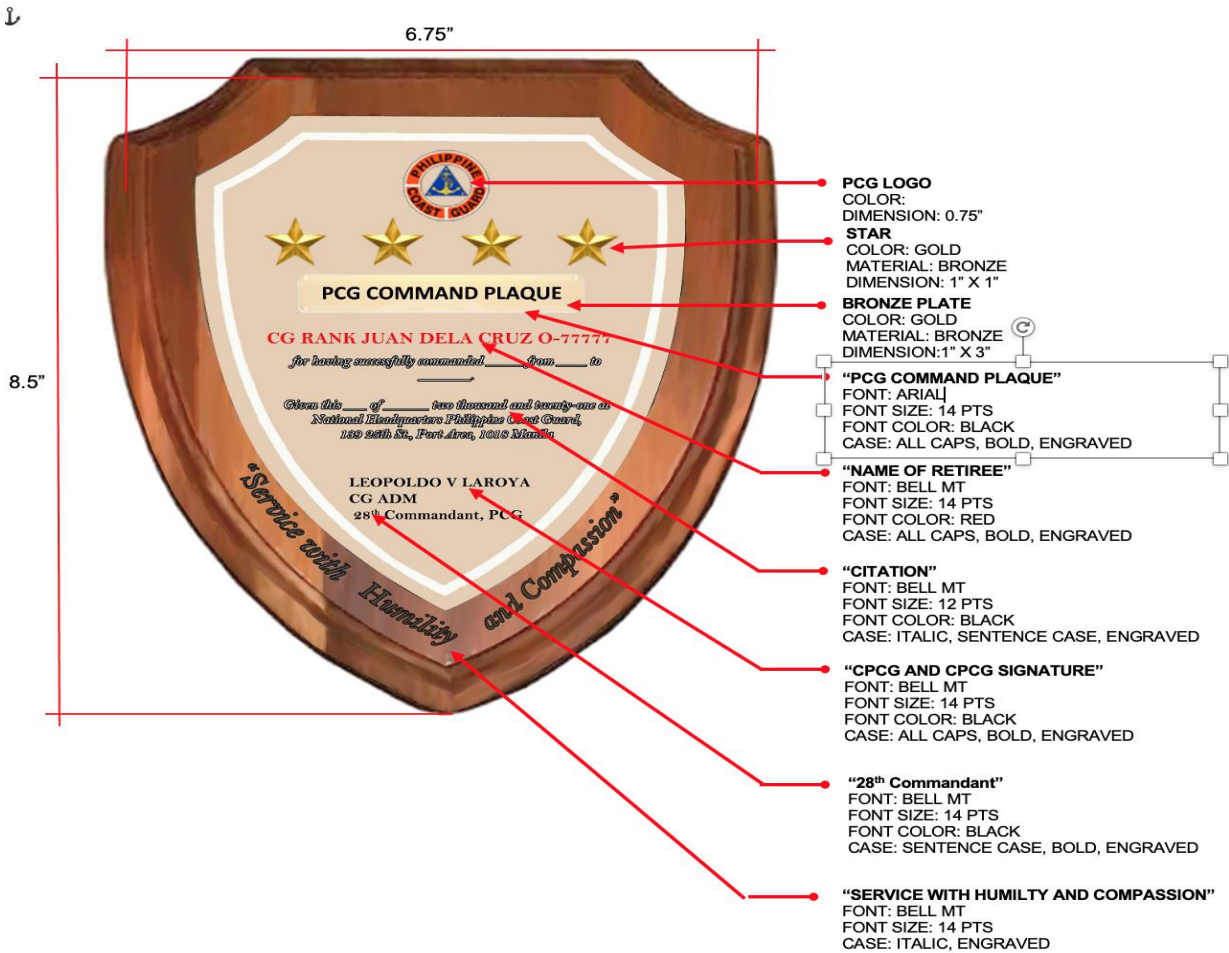 6.75”
8.5”
PHILIPPINE
COAST GUARD
PCG COMMAND PLAQUE
CG RANK JUAN DELA CRUZ O-77777
for having successfully commanded ______ from ____ to
_______.
Given this ___ of ______ two thousand and twenty-one at
National Headquarters Philippine Coast Guard,
139 25th St., Port Area, 1018 Manila
LEOPOLDO V LAROYA
CG ADM
28th Commandant, PCG
“Service with Humility and Compassion”
PCG LOGO
COLOR:
DIMENSION: 0.75”
STAR
COLOR: GOLD
MATERIAL: BRONZE
DIMENSION: 1” X 1”
BRONZE PLATE
COLOR: GOLD
MATERIAL: BRONZE
DIMENSION:1” X 3”
“PCG COMMAND PLAQUE”
FONT: ARIAL
FONT SIZE: 14 PTS
FONT COLOR: BLACK
CASE: ALL CAPS, BOLD, ENGRAVED
“NAME OF RETIREE”
FONT: BELL MT
FONT SIZE: 14 PTS
FONT COLOR: RED
CASE: ALL CAPS, BOLD, ENGRAVED
“CITATION”
FONT: BELL MT
FONT SIZE: 12 PTS
FONT COLOR: BLACK
CASE: ITALIC, SENTENCE CASE, ENGRAVED
“CPCG AND CPCG SIGNATURE”
FONT: BELL MT
FONT SIZE: 14 PTS
FONT COLOR: BLACK
CASE: ALL CAPS, BOLD, ENGRAVED
“28th Commandant”
FONT: BELL MT
FONT SIZE: 14 PTS
FONT COLOR: BLACK
CASE: SENTENCE CASE, BOLD, ENGRAVED
“SERVICE WITH HUMILTY AND COMPASSION”
FONT: BELL MT
FONT SIZE: 14 PTS
CASE: ITALIC, ENGRAVED